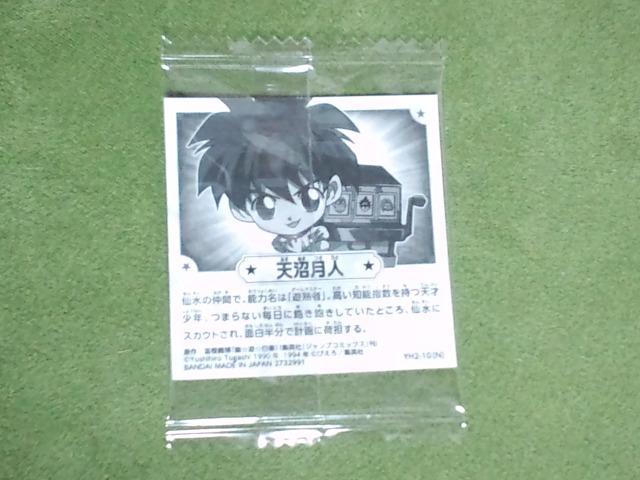 ★ 天沼月人 ★
仙水の仲間で、能力名は「遊熟者」。高い知能指数を持つ天才
少年。つまらない毎日に飽き飽きしていたところ、仙水に
スカウトされ、面白半分で計画に荷担する。
原作 冨樫義博「幽☆遊☆白書」(集英社「ジャンプコミックス」刊)
©Yoshihiro Togashi 1990年-1994年 ©ぴえろ/集英社
BANDAI MADE IN JAPAN 2732991
YH2-10(N)